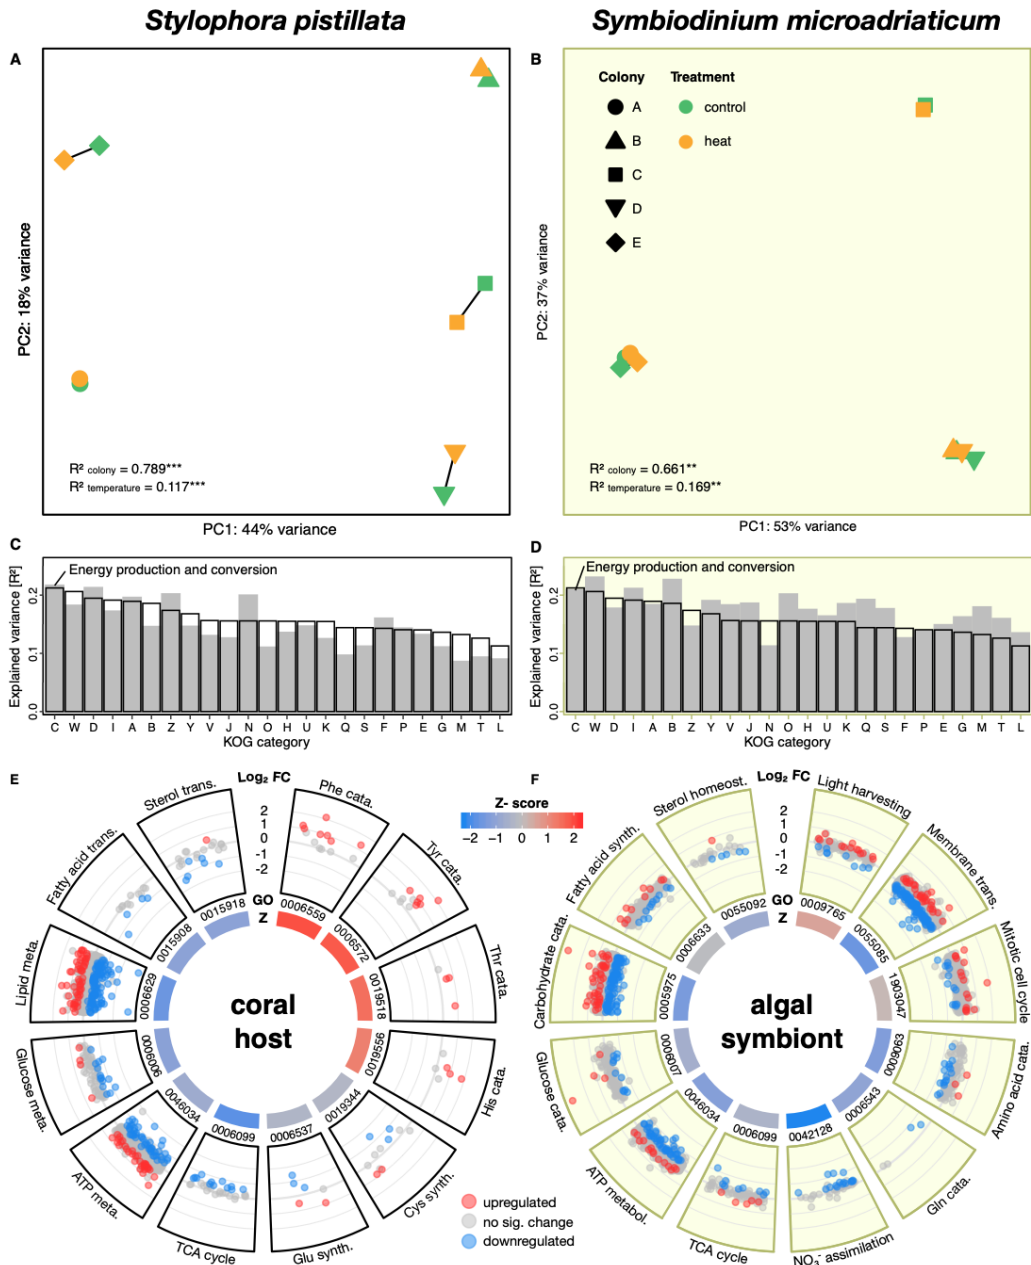 Stylophora pistillata
Symbiodinium microadriaticum
A
PC2: 18% variance
R² colony = 0.789***
R² temperature = 0.117***
PC1: 44% variance
B
Colony Treatment
A control
B heat
C
D
E
PC2: 37% variance
R² colony = 0.661**
R² temperature = 0.169**
PC1: 53% variance
C
Energy production and conversion
Explained variance [R²]
0.2
0.1
0.0
C W D I A B Z Y V J N O H U K Q S F P E G M T L
KOG category
D
Energy production and conversion
Explained variance [R²]
0.2
0.1
0.0
C W D I A B Z Y V J N O H U K Q S F P E G M T L
KOG category
E
Log₂ FC
2
1
0
-1
-2
GO
Z
Phe cata.
0006559
Tyr cata.
0006572
Thr cata.
0019518
His cata.
0019556
Cys synth.
0019344
Glu synth.
0006537
TCA cycle
0006099
ATP meta.
0046034
Glucose meta.
0006006
Lipid meta.
0006629
Fatty acid trans.
0015908
Sterol trans.
0015918
coral
host
Z- score
−2 −1 0 1 2
upregulated
no sig. change
downregulated
F
Log₂ FC
2
1
0
-1
-2
GO
Z
Light harvesting
0009765
Membrane trans.
0055085
Mitotic cell cycle
1903047
Amino acid cata.
0009063
Gln cata.
0006543
NO₃⁻ assimilation
0042128
TCA cycle
0006099
ATP metabol.
0046034
Glucose cata.
0006007
Carbohydrate cata.
0005975
Fatty acid synth.
0006633
Sterol homeost.
0055092
algal
symbiont